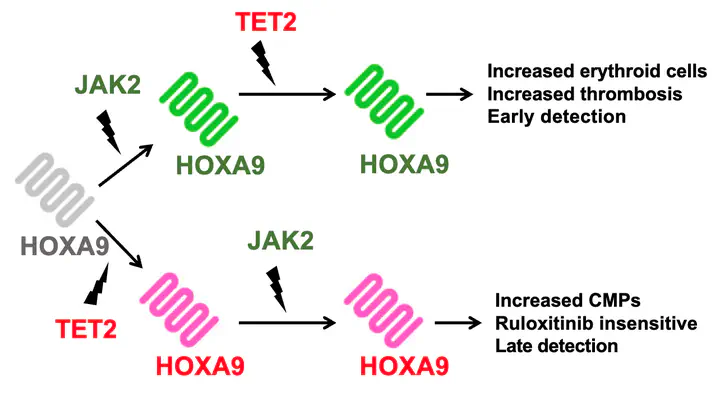 TET2
JAK2
HOXA9
HOXA9
Increased erythroid cells
Increased thrombosis
Early detection
HOXA9
TET2
JAK2
HOXA9
HOXA9
Increased CMPs
Ruloxitinib insensitive
Late detection